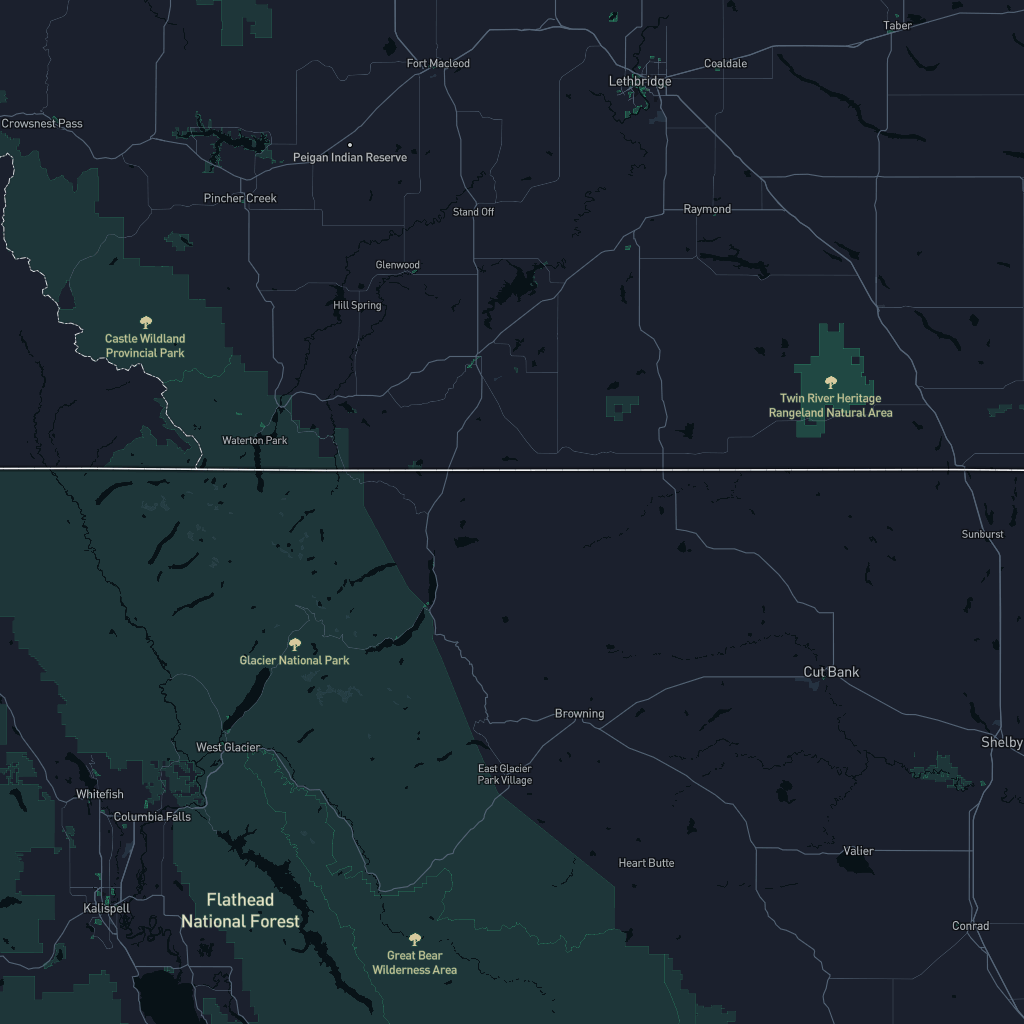 Taber
Fort Macleod
Coaldale
Lethbridge
Crowsnest Pass
Peigan Indian Reserve
Pincher Creek
Stand Off
Raymond
Glenwood
Hill Spring
Castle Wildland
Provincial Park
Twin River Heritage
Rangeland Natural Area
Waterton Park
Sunburst
Glacier National Park
Cut Bank
Browning
Shelby
West Glacier
East Glacier
Park Village
Whitefish
Columbia Falls
Valier
Heart Butte
Flathead
National Forest
Kalispell
Conrad
Great Bear
Wilderness Area